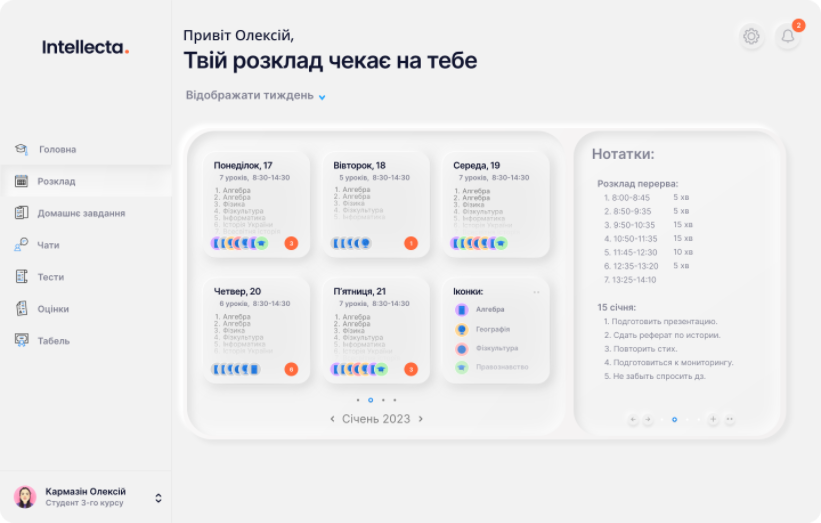 Intellecta.
Привіт Олексій,
Твій розклад чекає на тебе
Відображати тиждень
2
Головна
Розклад
Домашнє завдання
Чати
Тести
Оцінки
Табель
Кармазін Олексій
Студент 3-го курсу
Понеділок, 17
7 уроків, 8:30-14:30
1. Алгебра
2. Алгебра
3. Фізика
4. Фізкультура
5. Інформатика
6. Історія України
2
Вівторок, 18
5 уроків, 8:30-14:30
1. Алгебра
2. Алгебра
3. Фізика
4. Фізкультура
5. Інформатика
1
Середа, 19
7 уроків, 8:30-14:30
1. Алгебра
2. Алгебра
3. Фізика
4. Фізкультура
5. Інформатика
6. Історія України
Четвер, 20
6 уроків, 8:30-14:30
1. Алгебра
2. Алгебра
3. Фізика
4. Фізкультура
5. Інформатика
6. Історія України
П'ятниця, 21
7 уроків, 8:30-14:30
1. Алгебра
2. Алгебра
3. Фізика
4. Фізкультура
5. Інформатика
6. Історія України
Іконки:
Алгебра
Географія
Фізкультура
Правознавство
Січень 2023
Нотатки:
Розклад перерва:
1. 8:00-8:45 5 хв
2. 8:50-9:35 5 хв
3. 9:50-10:35 15 хв
4. 10:50-11:35 15 хв
5. 11:45-12:30 10 хв
6. 12:35-13:20 5 хв
7. 13:25-14:10
15 січня:
1. Подготовить презентацию.
2. Сдать реферат по истории.
3. Повторить стих.
4. Подготовиться к мониторингу.
5. Не забыть спросить дз.